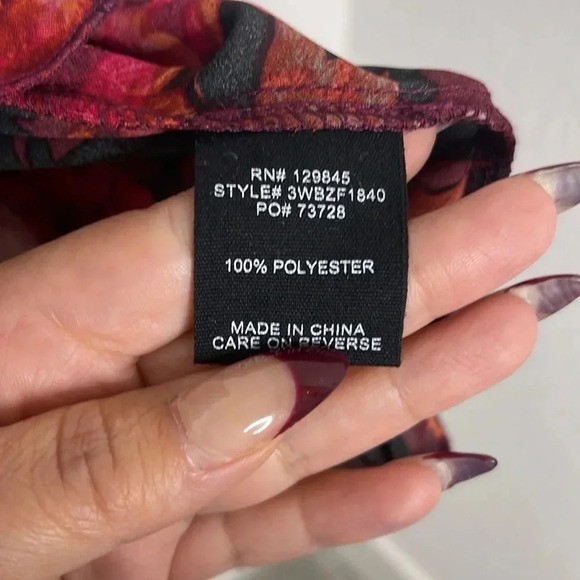 RN# 129845
STYLE# 3WBZF1840
PO# 73728
100% POLYESTER
MADE IN CHINA
CARE ON REVERSE